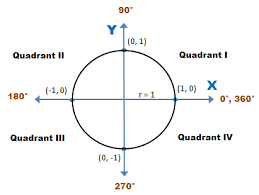 90°
Y
Quadrant II
Quadrant I
(0, 1)
(-1, 0)
(1, 0)
X
180°
r = 1
0°, 360°
Quadrant III
Quadrant IV
(0, -1)
270°